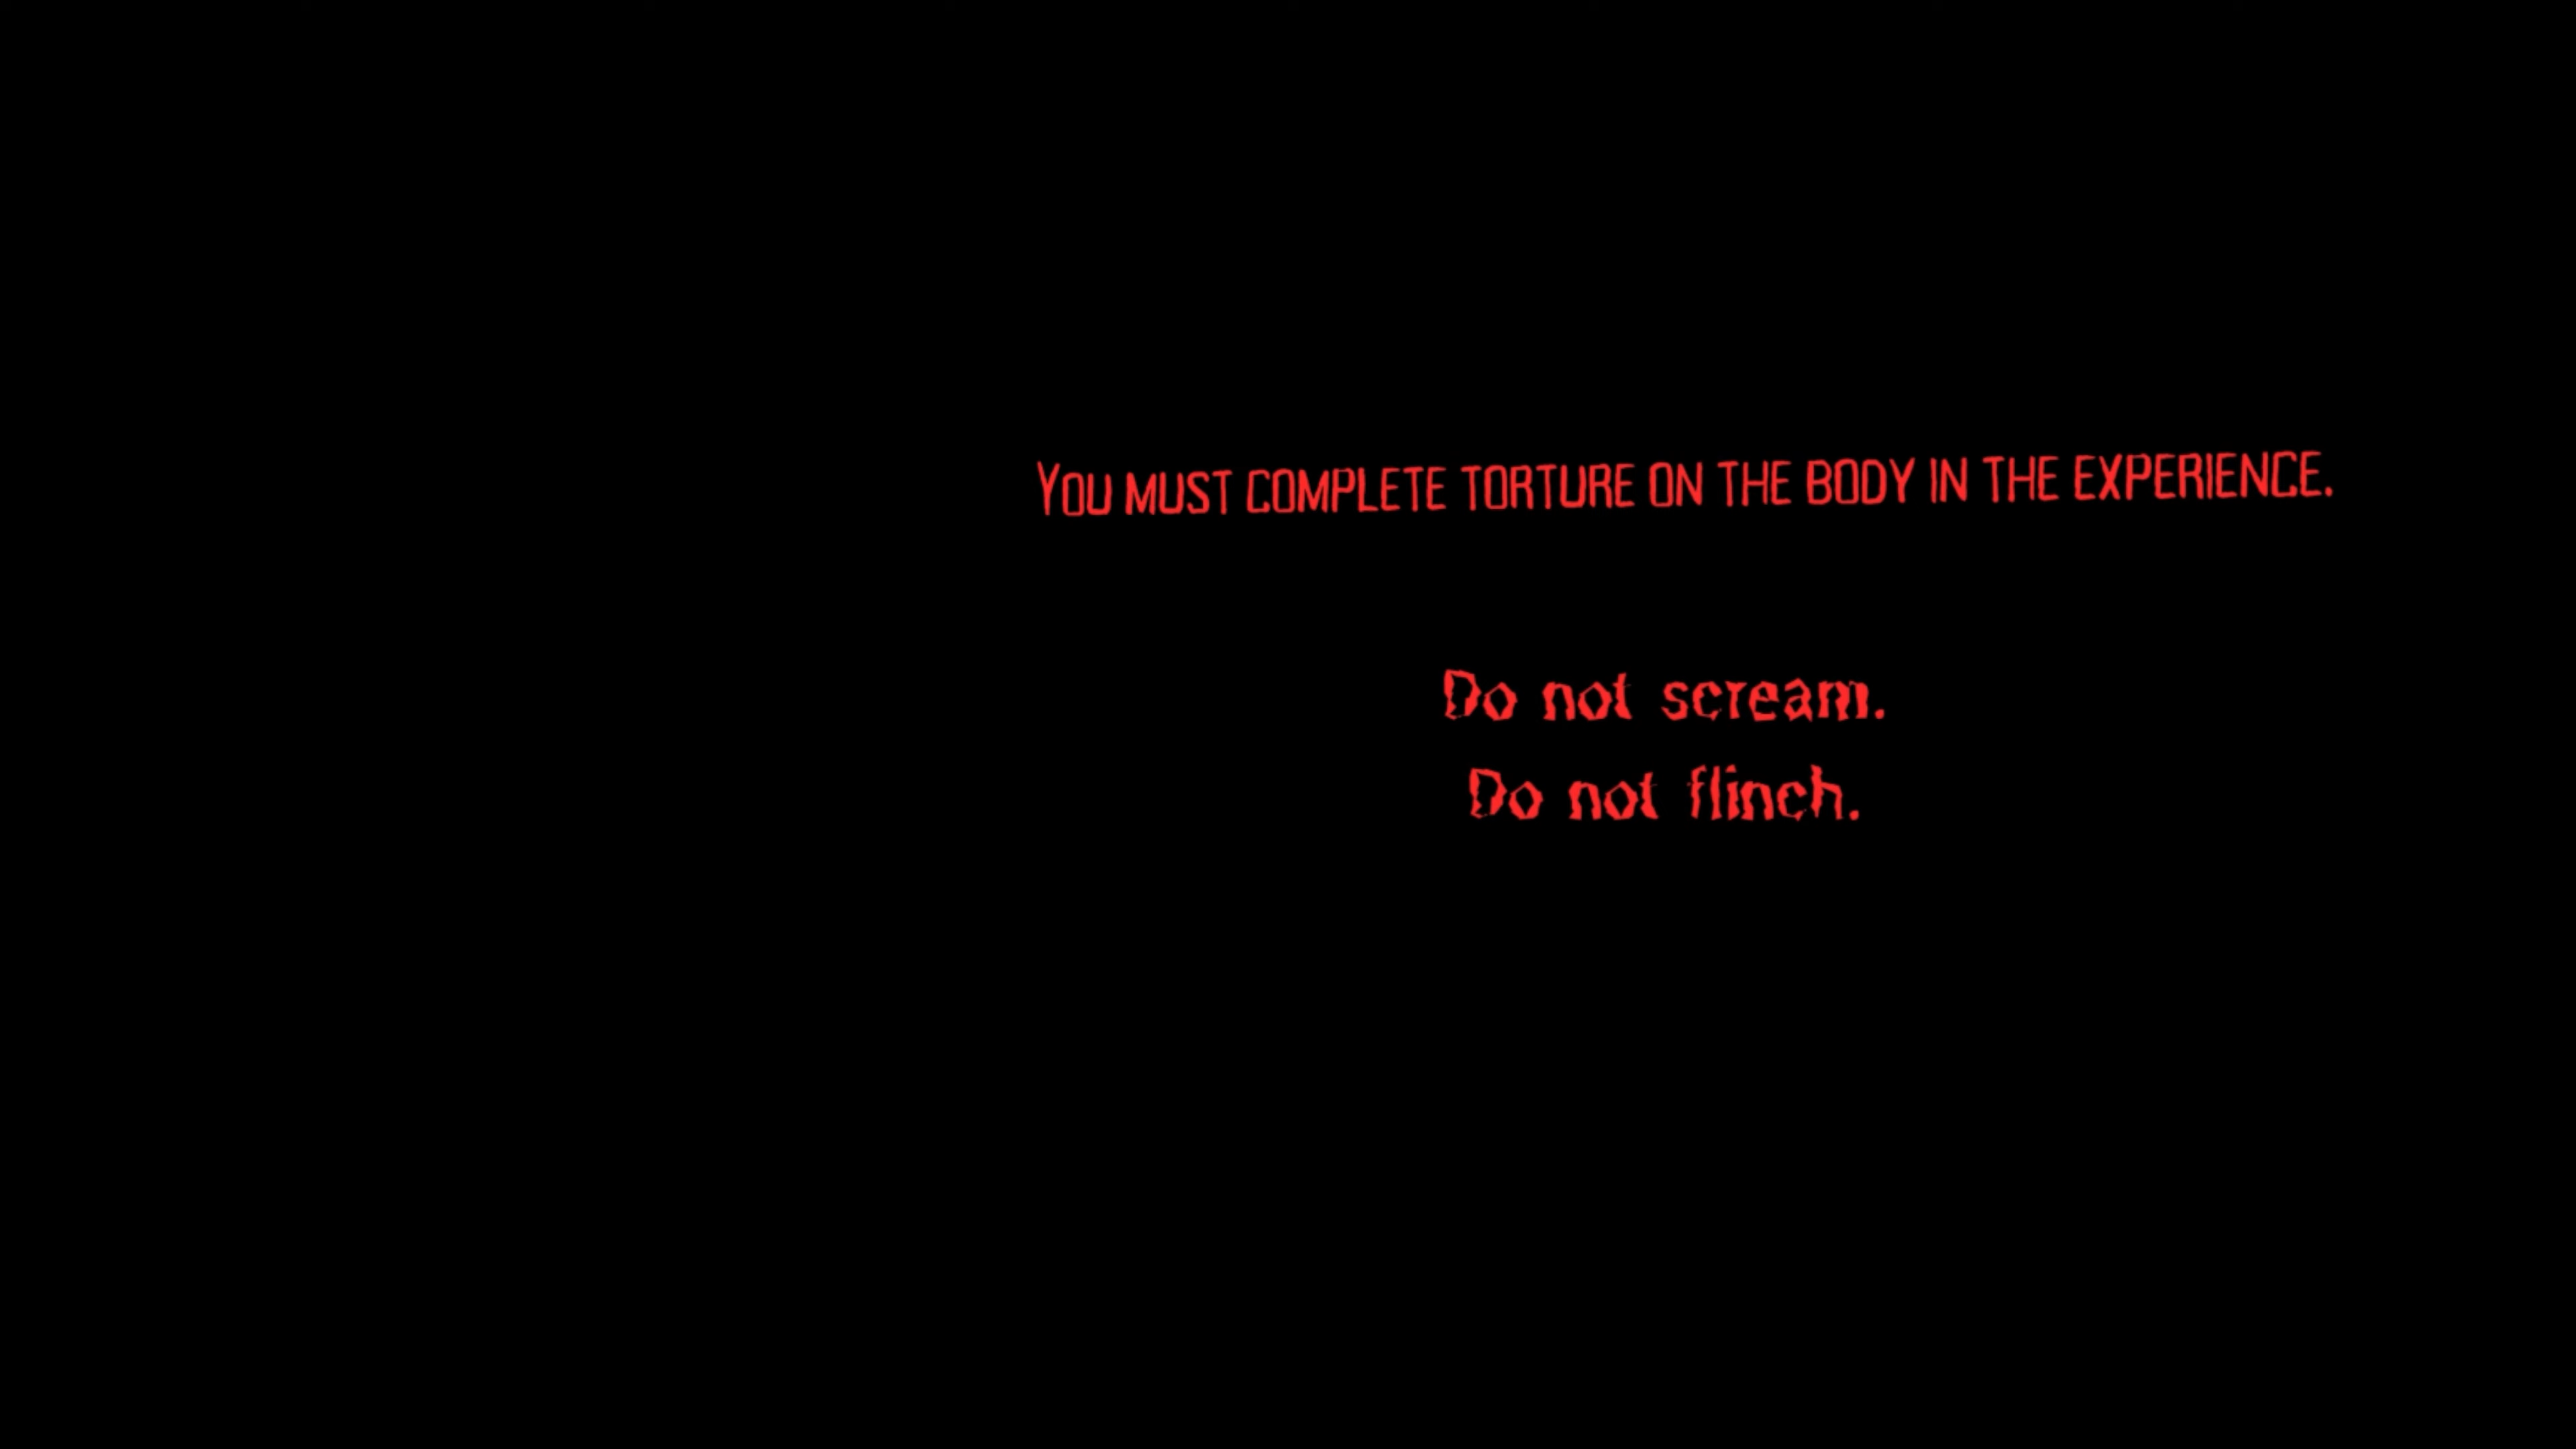 You must complete torture on the body in the experience.
Do not scream.
Do not flinch.